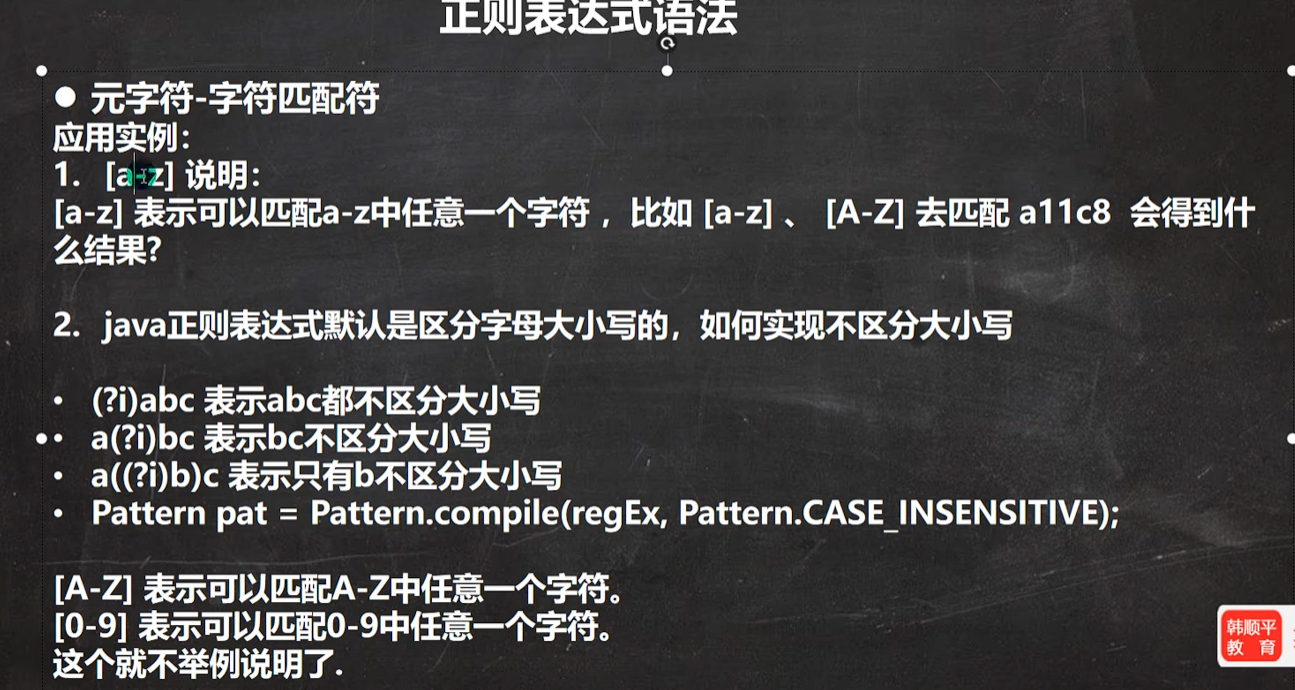 正则表达式语法
● 元字符-字符匹配符
应用实例：
1. [a-z] 说明：
[a-z] 表示可以匹配a-z中任意一个字符 ，比如 [a-z] 、 [A-Z] 去匹配 a11c8 会得到什
么结果?
2. java正则表达式默认是区分字母大小写的，如何实现不区分大小写
• (?i)abc 表示abc都不区分大小写
• a(?i)bc 表示bc不区分大小写
• a((?i)b)c 表示只有b不区分大小写
• Pattern pat = Pattern.compile(regEx, Pattern.CASE_INSENSITIVE);
[A-Z] 表示可以匹配A-Z中任意一个字符。
[0-9] 表示可以匹配0-9中任意一个字符。
这个就不举例说明了.
韩顺平
教 育